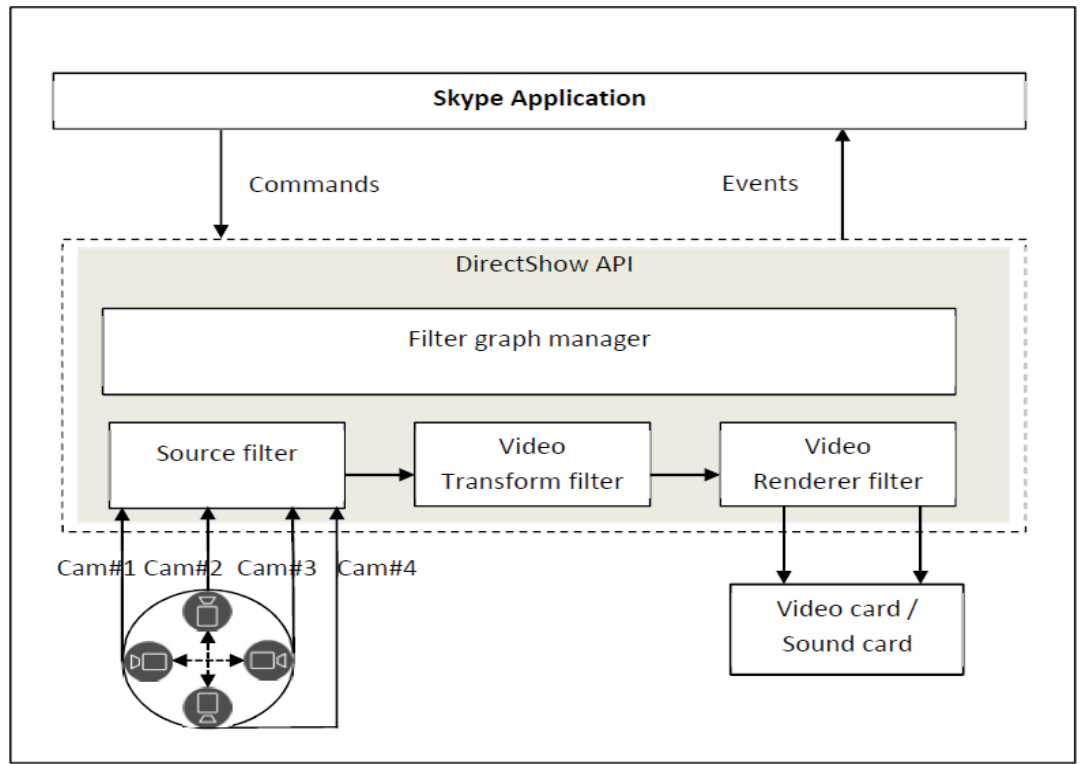 Skype Application
Commands
Events
DirectShow API
Filter graph manager
Source filter
Video
Transform filter
Video
Renderer filter
Cam#1 Cam#2 Cam#3 Cam#4
Video card /
Sound card